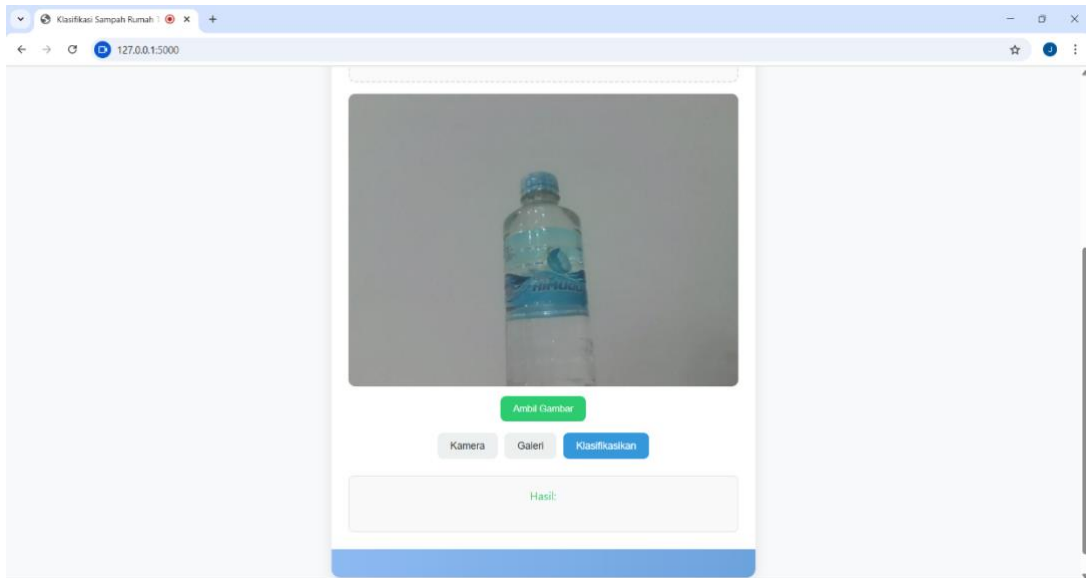 Klasifikasi Sampah Rumah
127.0.0.1:5000
J
Ambil Gambar
Kamera Galeri Klasifikasikan
Hasil: